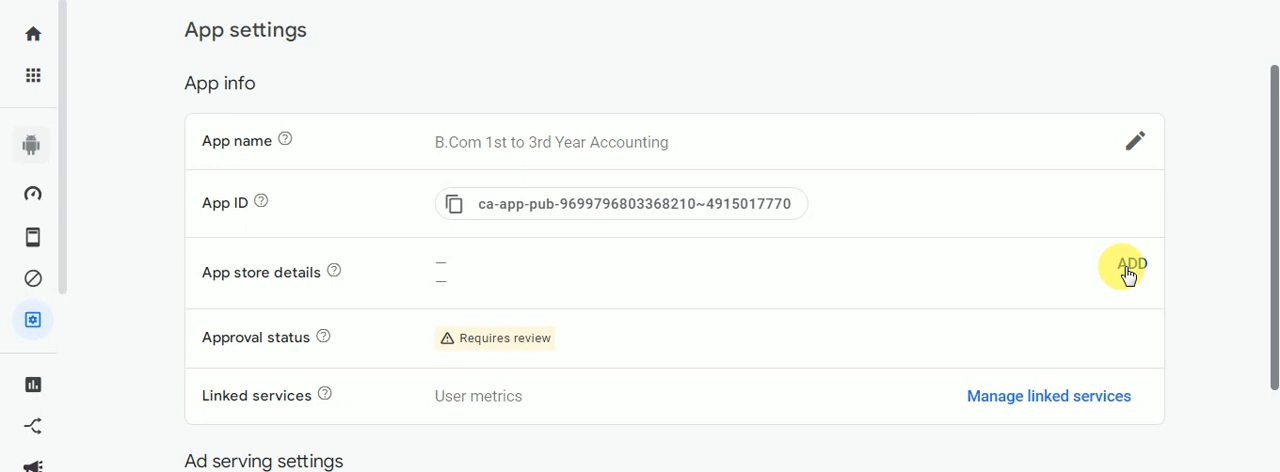 App settings
App info
App name
B.Com 1st to 3rd Year Accounting
App ID
ca-app-pub-9699796803368210~4915017770
App store details
—
—
ADD
Approval status
Requires review
Linked services
User metrics
Manage linked services
Ad serving settings